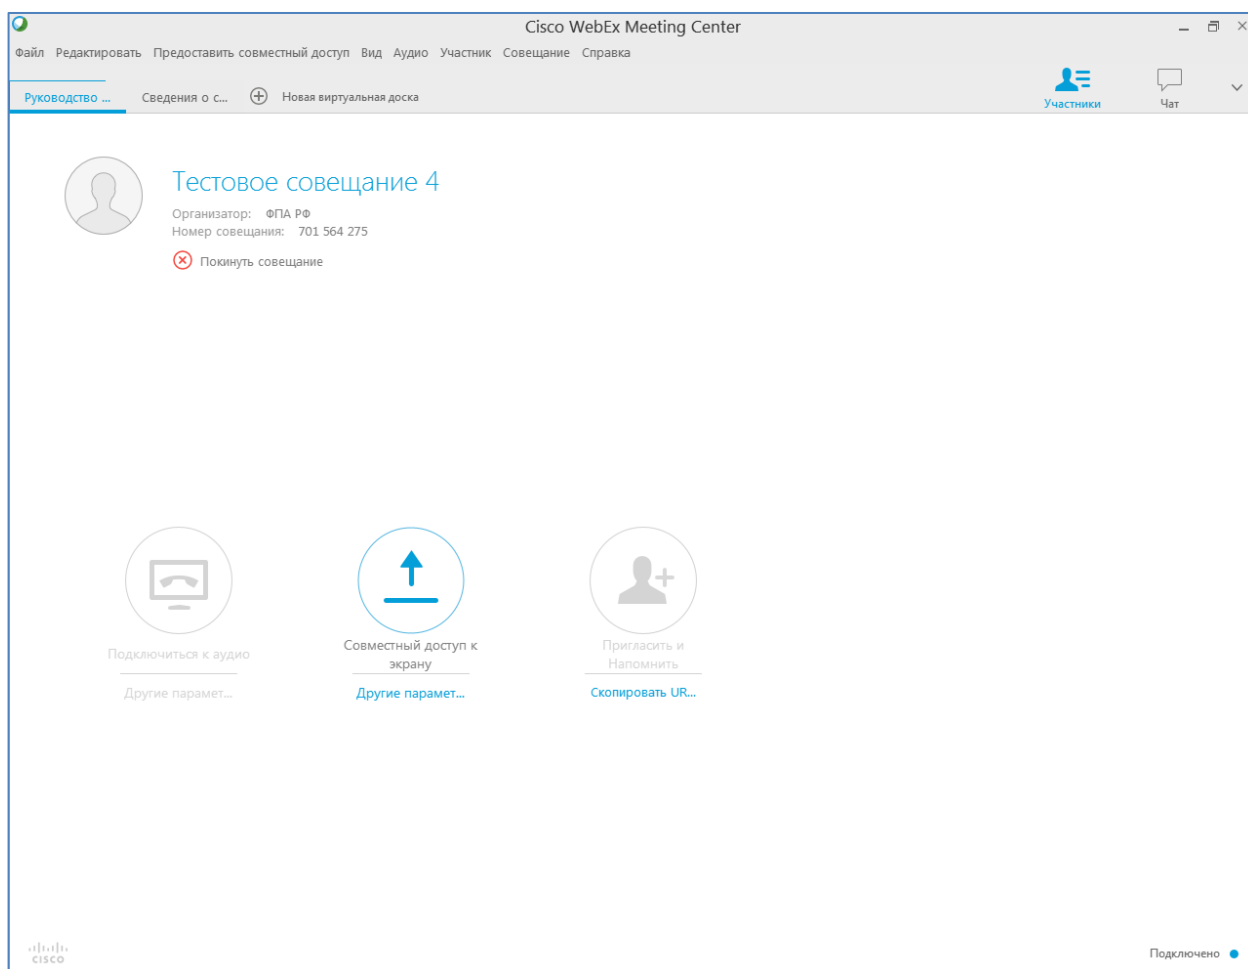 Cisco WebEx Meeting Center
Файл Редактировать Предоставить совместный доступ Вид Аудио Участник Совещание Справка
Руководство ... Сведения о с... Новая виртуальная доска Участники Чат
Тестовое совещание 4
Организатор: ФПА РФ
Номер совещания: 701 564 275
Покинуть совещание
Подключиться к аудио
Другие парамет...
Совместный доступ к
экрану
Другие парамет...
Пригласить и
Напомнить
Скопировать UR...
CISCO
Подключено